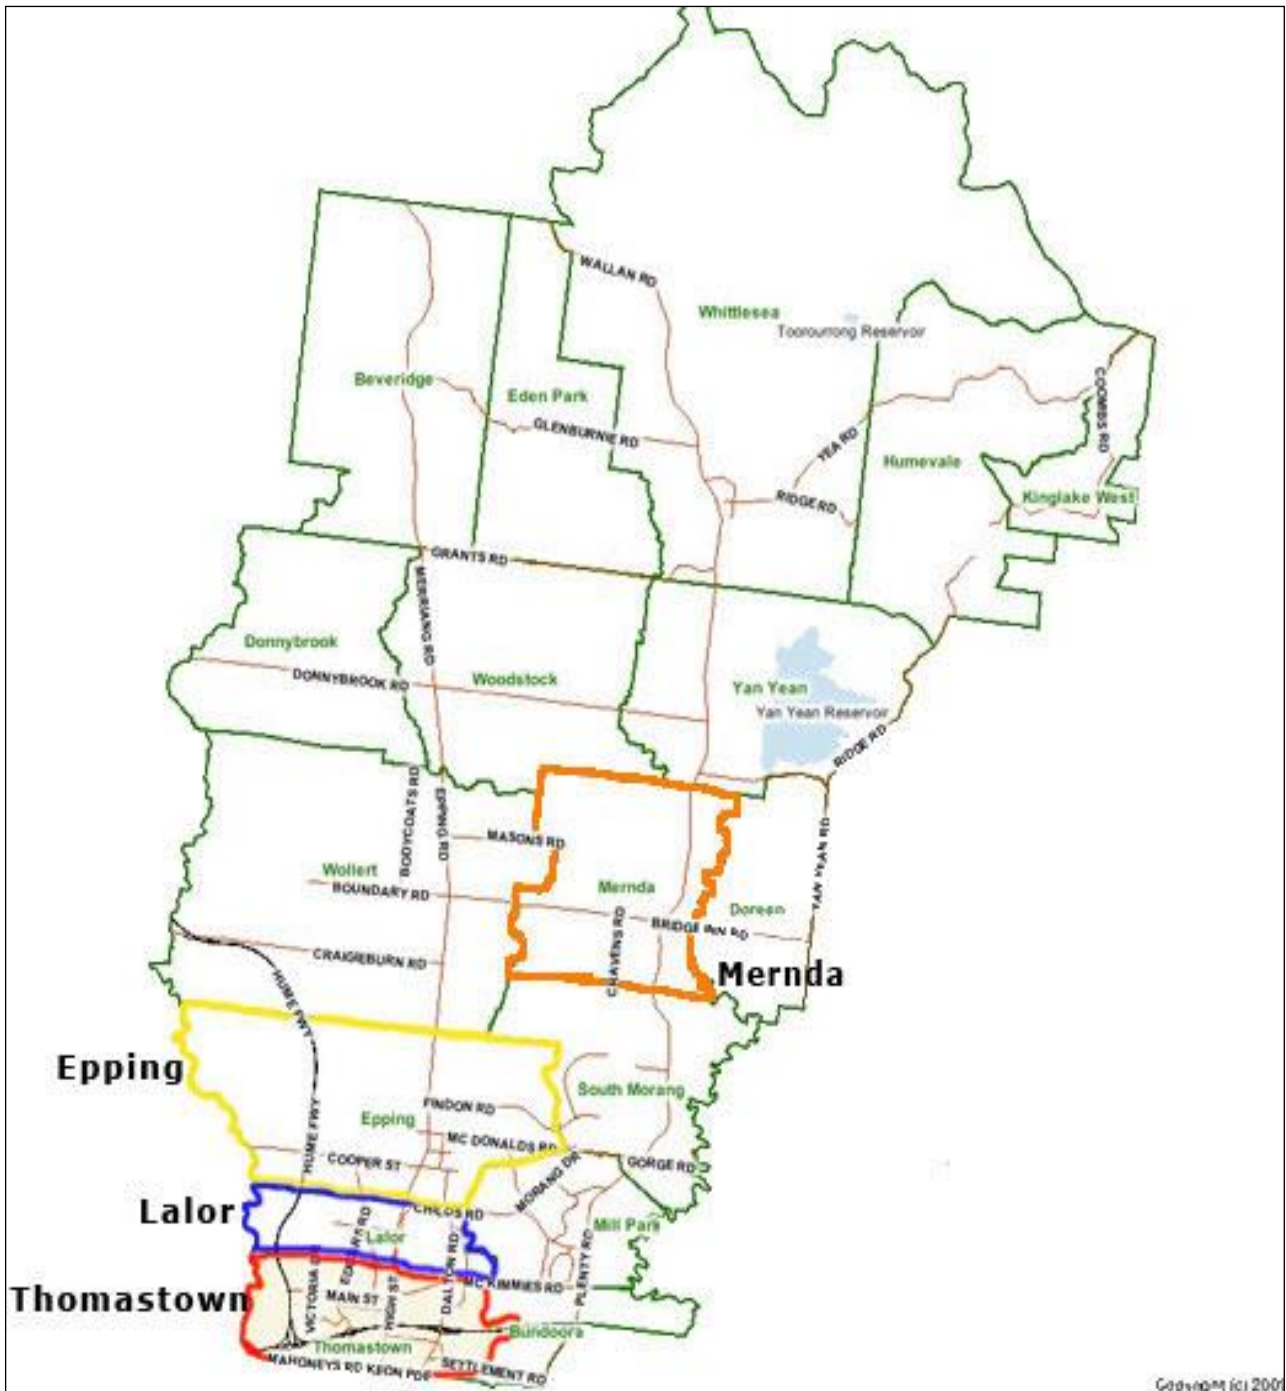 WALLAN RD
Whittlesea
Toorourrong Reservoir
Beveridge
Eden Park
COOMBS RD
GLENBURNIE RD
YEA RD
Humevale
RIDGE RD
Kinglake West
GRANTS RD
MERRIANG RD
Donnybrook
DONNYBROOK RD
Woodstock
Yan Yean
Yan Yean Reservoir
RIDGE RD
BODYCOATS RD
EPPING RD
MASONS RD
YAN YEAN RD
Wollert
BOUNDARY RD
Mernda
Doreen
CRAVENS RD
BRIDGE INN RD
CRAIGIEBURN RD
Mernda
HUME FWY
Epping
South Morang
FINDON RD
Epping
HUME FWY
MC DONALDS RD
COOPER ST
MORANG DR
GORGE RD
Lalor
CHILDS RD
EDGARS RD
Lalor
Mill Park
DALTON RD
PLENTY RD
MC KIMMIES RD
Thomastown
VICTORIA DR
MAIN ST
HIGH ST
Bundoora
Thomastown
MAHONEYS RD
KEON PDE
SETTLEMENT RD
Copyright (c) 200